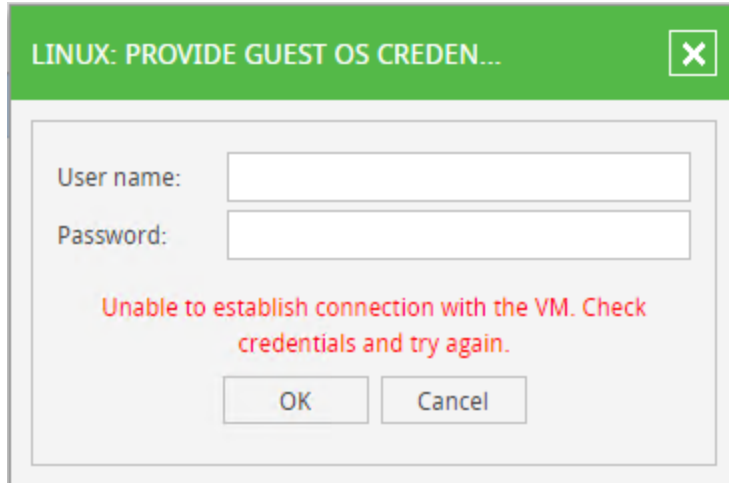 LINUX: PROVIDE GUEST OS CREDEN...
User name:
Password:
Unable to establish connection with the VM. Check
credentials and try again.
OK Cancel